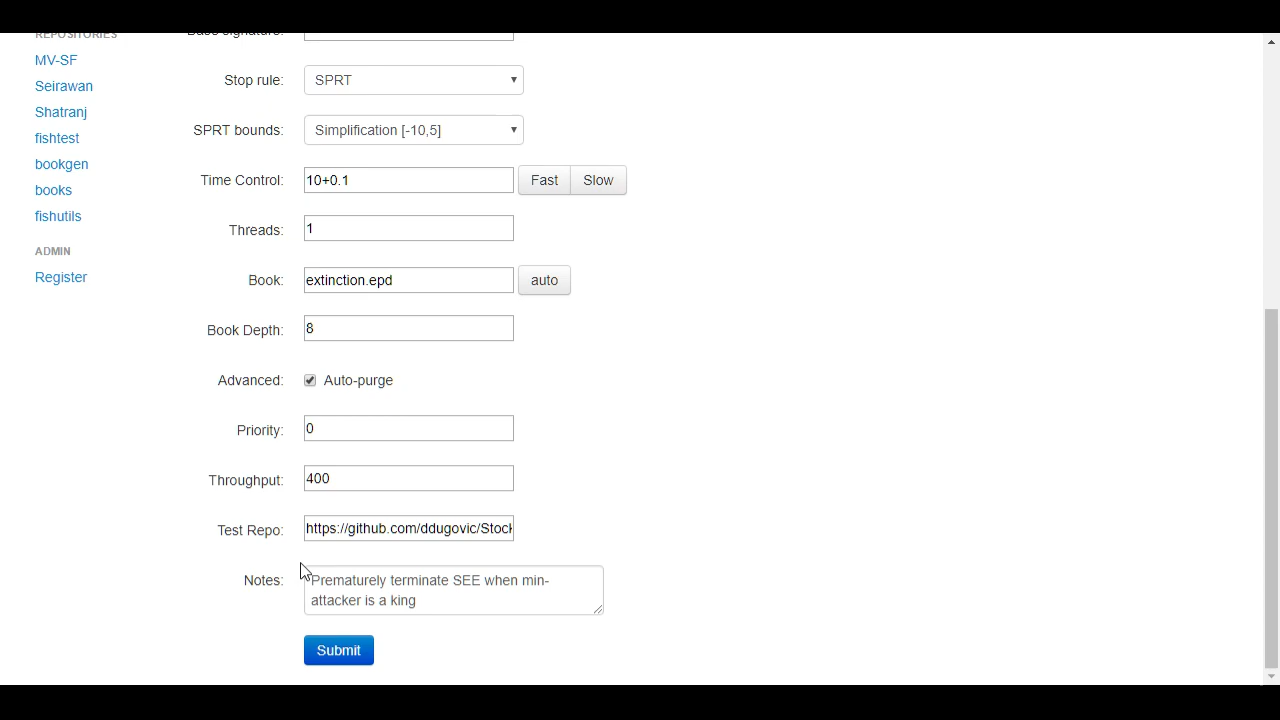 REPOSITORIES
MV-SF
Seirawan
Shatranj
fishtest
bookgen
books
fishutils
ADMIN
Register
Base signature:
Stop rule: SPRT
SPRT bounds: Simplification [-10,5]
Time Control: 10+0.1 Fast Slow
Threads: 1
Book: extinction.epd auto
Book Depth: 8
Advanced: Auto-purge
Priority: 0
Throughput: 400
Test Repo: https://github.com/ddugovic/Stock
Notes: Prematurely terminate SEE when min-
attacker is a king
Submit